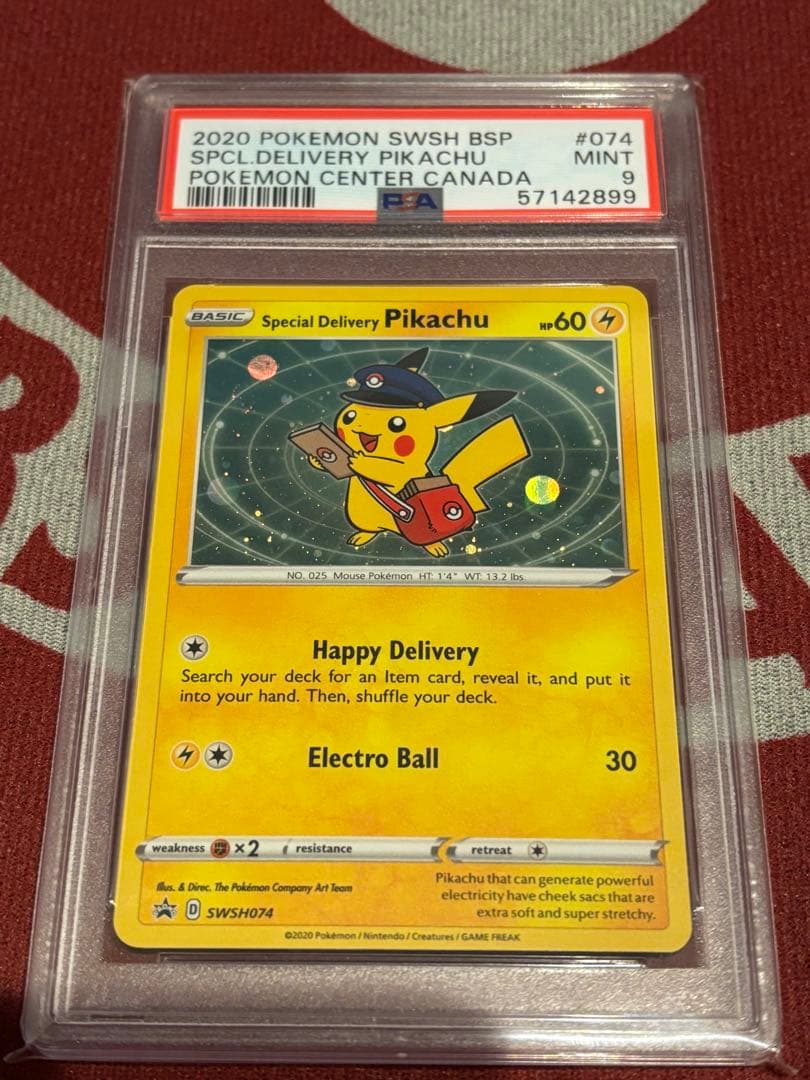 2020 POKEMON SWSH BSP #074
SPCL.DELIVERY PIKACHU MINT
POKEMON CENTER CANADA 9
PSA 57142899
BASIC Special Delivery Pikachu HP60
NO. 025 Mouse Pokémon HT: 1'4" WT: 13.2 lbs.
Happy Delivery
Search your deck for an Item card, reveal it, and put it
into your hand. Then, shuffle your deck.
Electro Ball 30
weakness ×2 resistance retreat
Illus. & Direc. The Pokémon Company Art Team
Pikachu that can generate powerful
electricity have cheek sacs that are
extra soft and super stretchy.
D SWSH074
©2020 Pokémon / Nintendo / Creatures / GAME FREAK